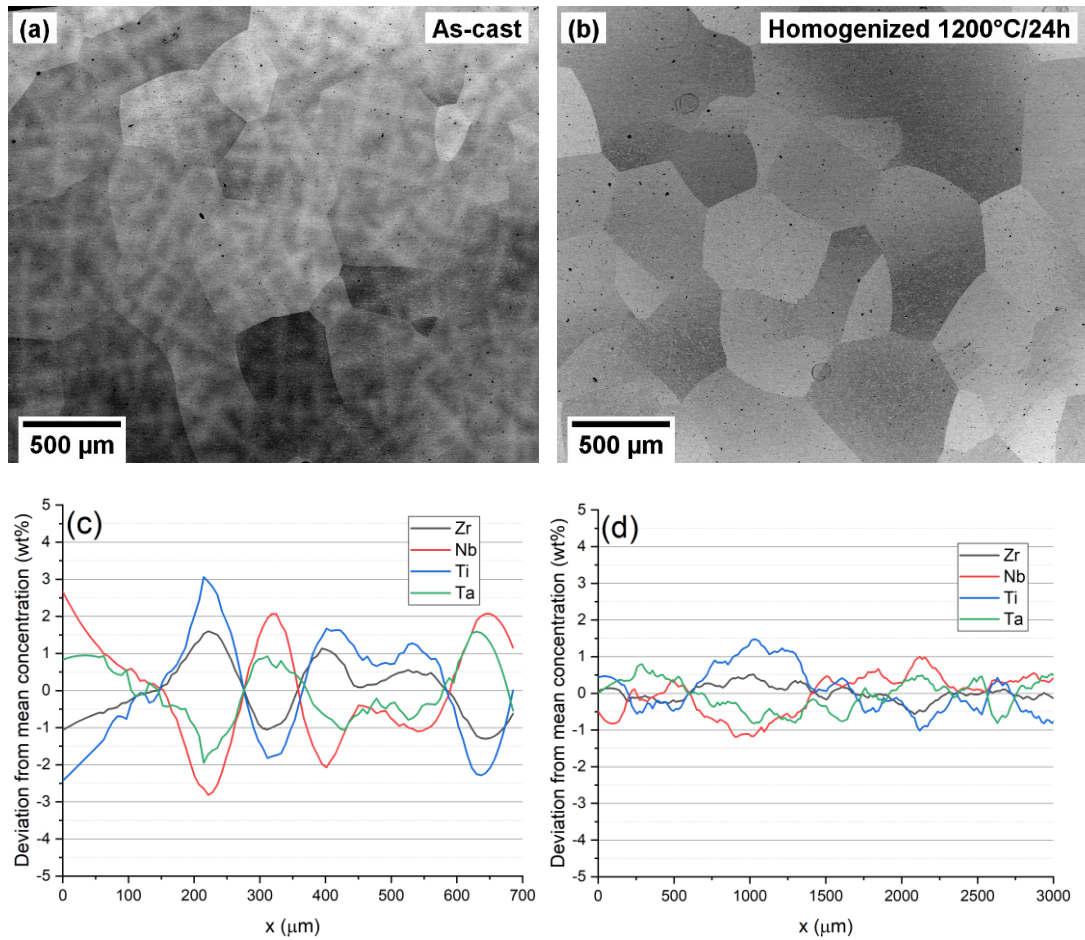 (a)
As-cast
500 µm
(b)
Homogenized 1200°C/24h
500 µm
(c)
Zr
Nb
Ti
Ta
5
4
3
2
1
0
-1
-2
-3
-4
-5
0
100
200
300
400
500
600
700
Deviation from mean concentration (wt%)
x (µm)
(d)
Zr
Nb
Ti
Ta
5
4
3
2
1
0
-1
-2
-3
-4
-5
0
500
1000
1500
2000
2500
3000
Deviation from mean concentration (wt%)
x (µm)